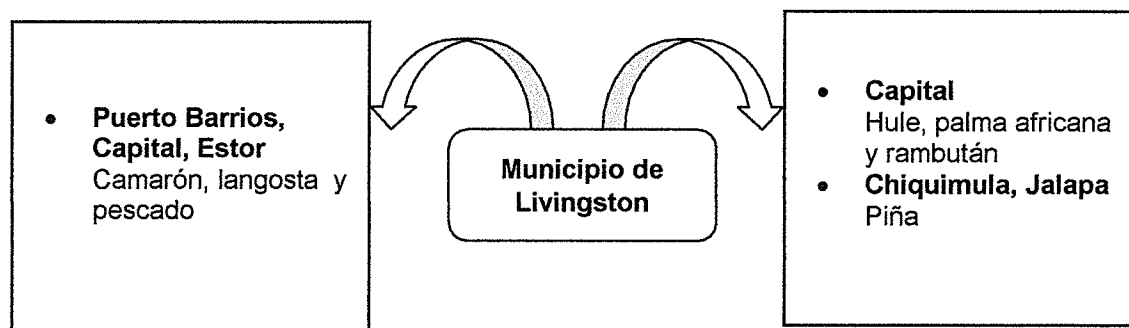 • Puerto Barrios,
Capital, Estor
Camarón, langosta y
pescado
Municipio de
Livingston
• Capital
Hule, palma africana
y rambután
• Chiquimula, Jalapa
Piña